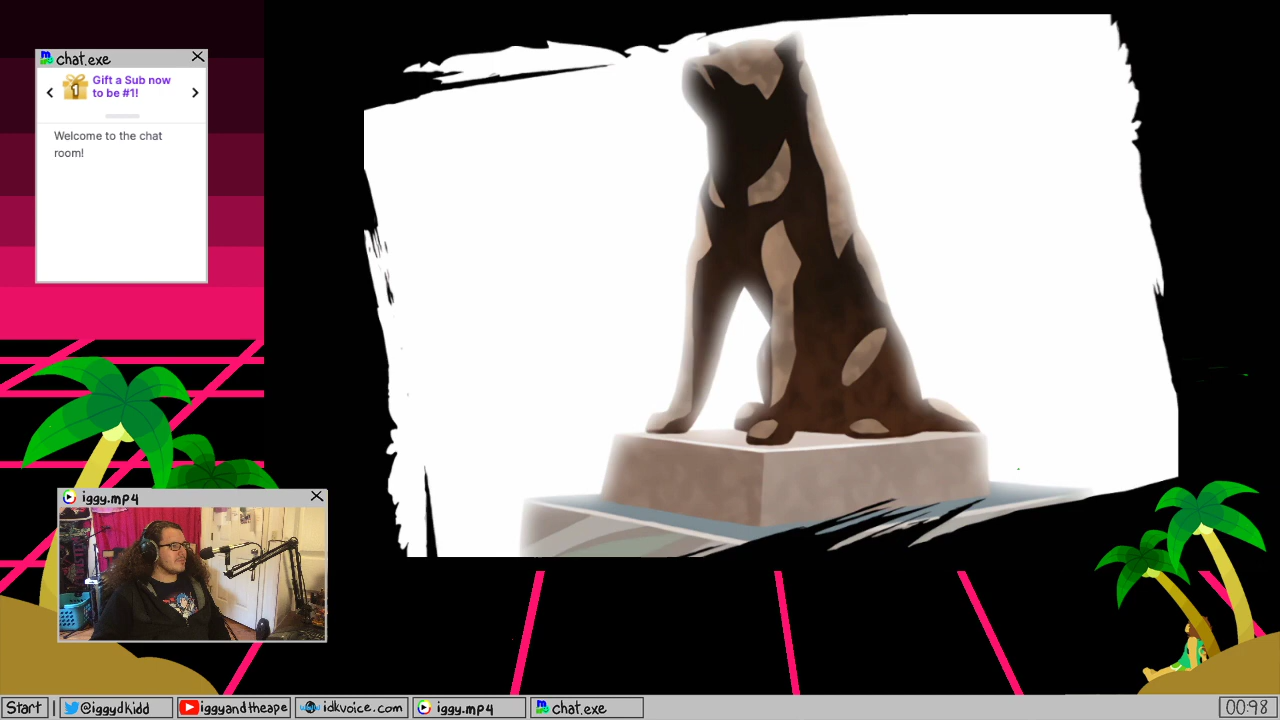 chat.exe
Gift a Sub now
to be #1!
1
Welcome to the chat
room!
iggy.mp4
Start | @iggydkidd iggyandtheape idkvoice.com iggy.mp4 chat.exe 00:98